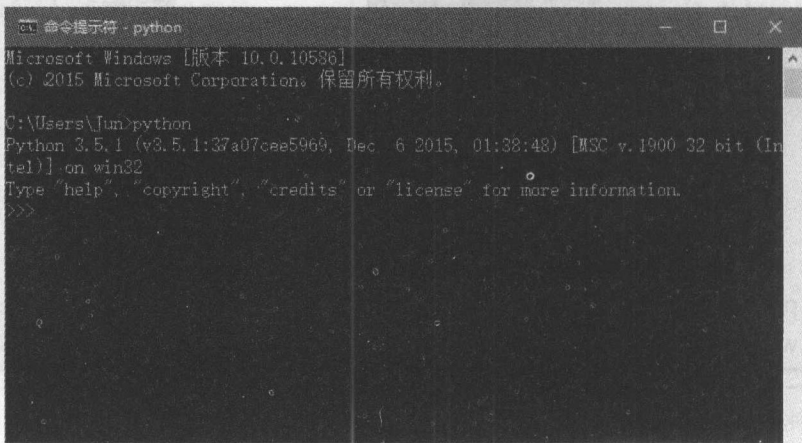 命令提示符 - python
Microsoft Windows [版本 10.0.10586]
(c) 2015 Microsoft Corporation。保留所有权利。
C:\Users\Jun>python
Python 3.5.1 (v3.5.1:37a07cee5969, Dec  6 2015, 01:38:48) [MSC v.1900 32 bit (In
tel)] on win32
Type "help", "copyright", "credits" or "license" for more information.
>>>